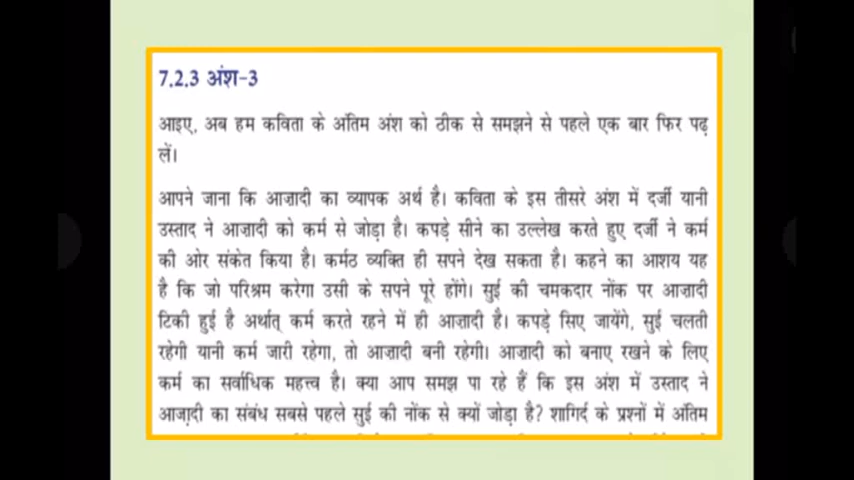 7.2.3 अंश-3
आइए, अब हम कविता के अंतिम अंश को ठीक से समझने से पहले एक बार फिर पढ़
लें।
आपने जाना कि आज़ादी का व्यापक अर्थ है। कविता के इस तीसरे अंश में दर्जी यानी
उस्ताद ने आज़ादी को कर्म से जोड़ा है। कपड़े सीने का उल्लेख करते हुए दर्जी ने कर्म
की ओर संकेत किया है। कर्मठ व्यक्ति ही सपने देख सकता है। कहने का आशय यह
है कि जो परिश्रम करेगा उसी के सपने पूरे होंगे। सुई की चमकदार नोंक पर आज़ादी
टिकी हुई है अर्थात् कर्म करते रहने में ही आज़ादी है। कपड़े सिए जायेंगे, सुई चलती
रहेगी यानी कर्म जारी रहेगा, तो आज़ादी बनी रहेगी। आज़ादी को बनाए रखने के लिए
कर्म का सर्वाधिक महत्त्व है। क्या आप समझ पा रहे हैं कि इस अंश में उस्ताद ने
आज़ादी का संबंध सबसे पहले सुई की नोंक से क्यों जोड़ा है? शागिर्द के प्रश्नों में अंतिम